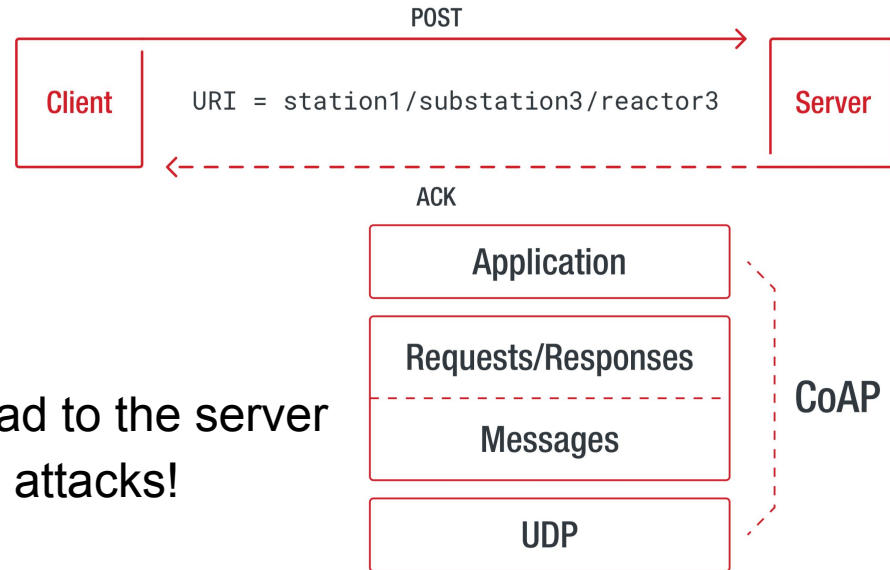 POST
Client
URI = station1/substation3/reactor3
Server
ACK
Application
Requests/Responses
Messages
UDP
CoAP
ad to the server
attacks!